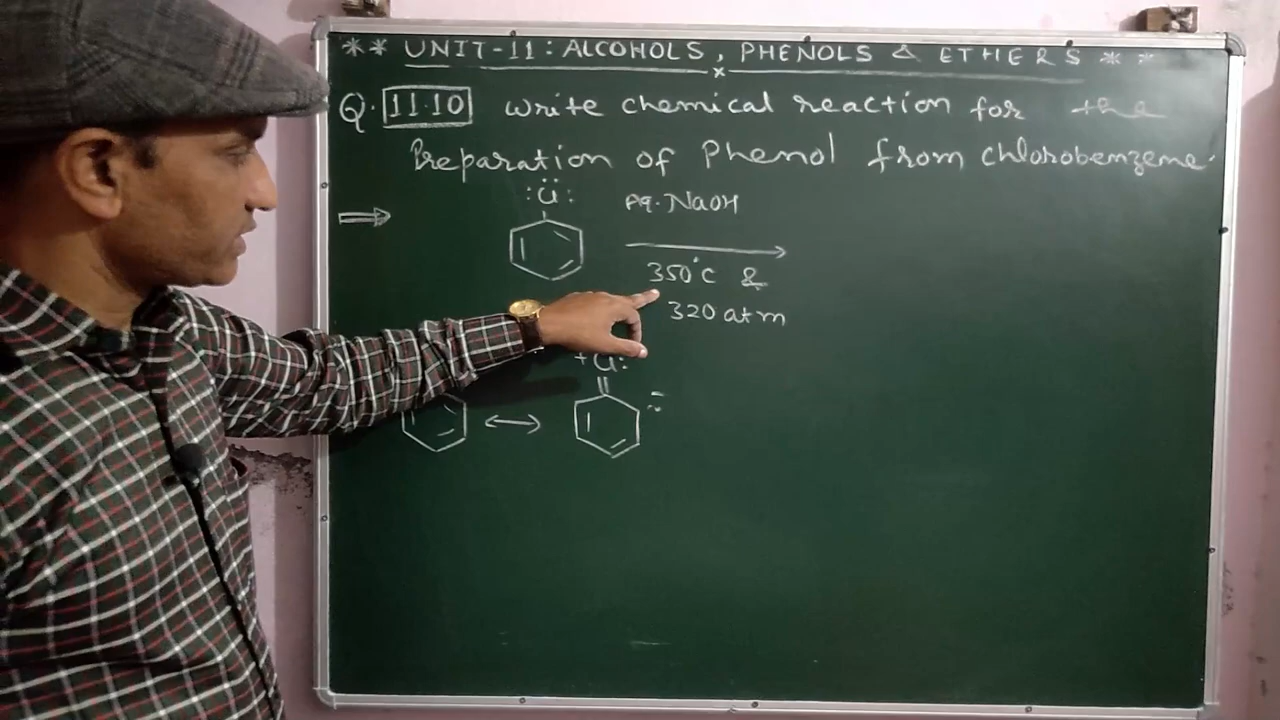 ** UNIT-11: ALCOHOLS, PHENOLS & ETHERS **
x
Q. 11.10 Write chemical reaction for the
Preparation of Phenol from chlorobenzene.
:C̈l:
aq. NaOH
350°C &
320 atm
+Cl: